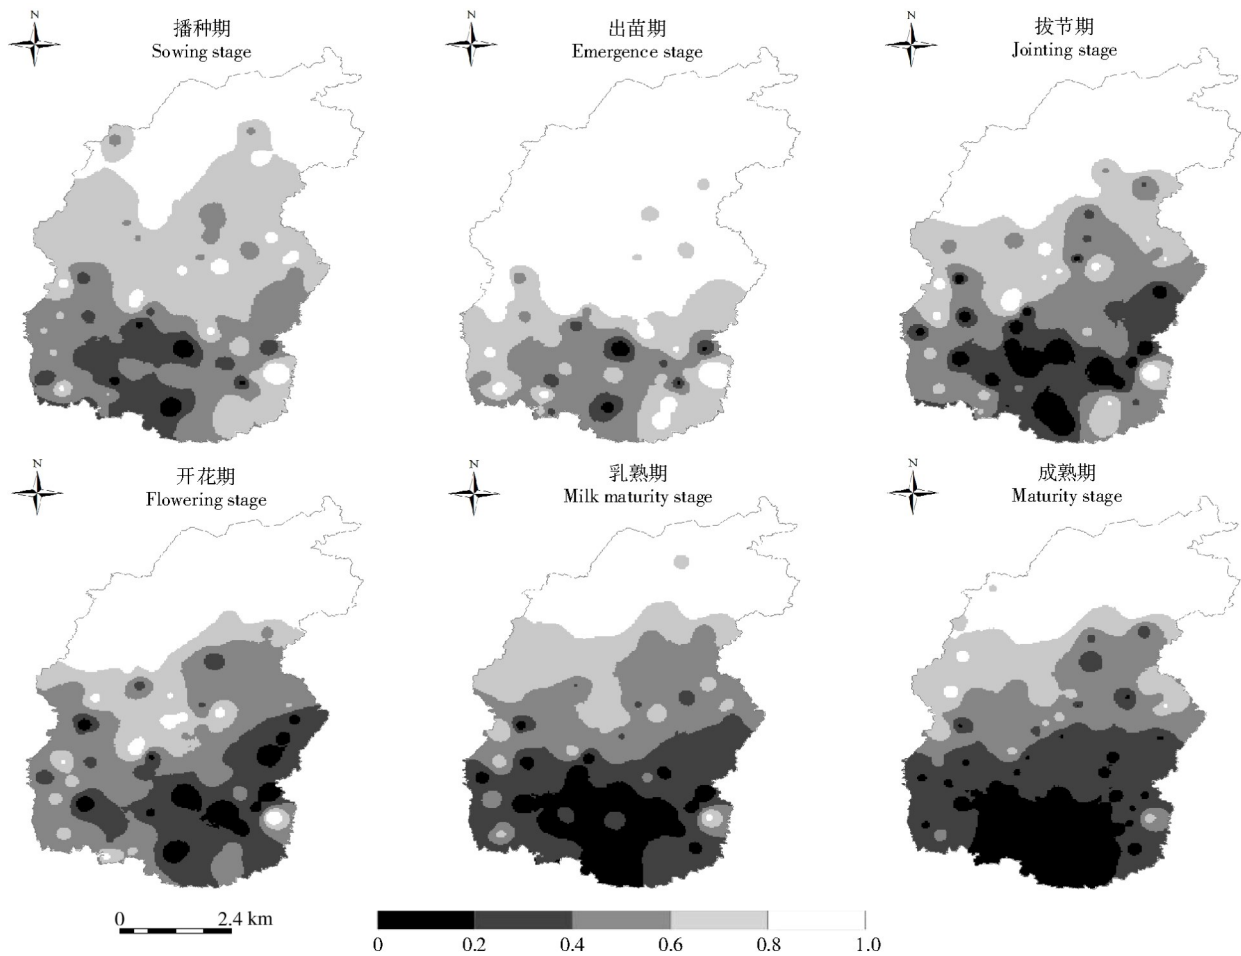 N
播种期
Sowing stage
N
出苗期
Emergence stage
N
拔节期
Jointing stage
N
开花期
Flowering stage
N
乳熟期
Milk maturity stage
N
成熟期
Maturity stage
0 2.4 km
0 0.2 0.4 0.6 0.8 1.0